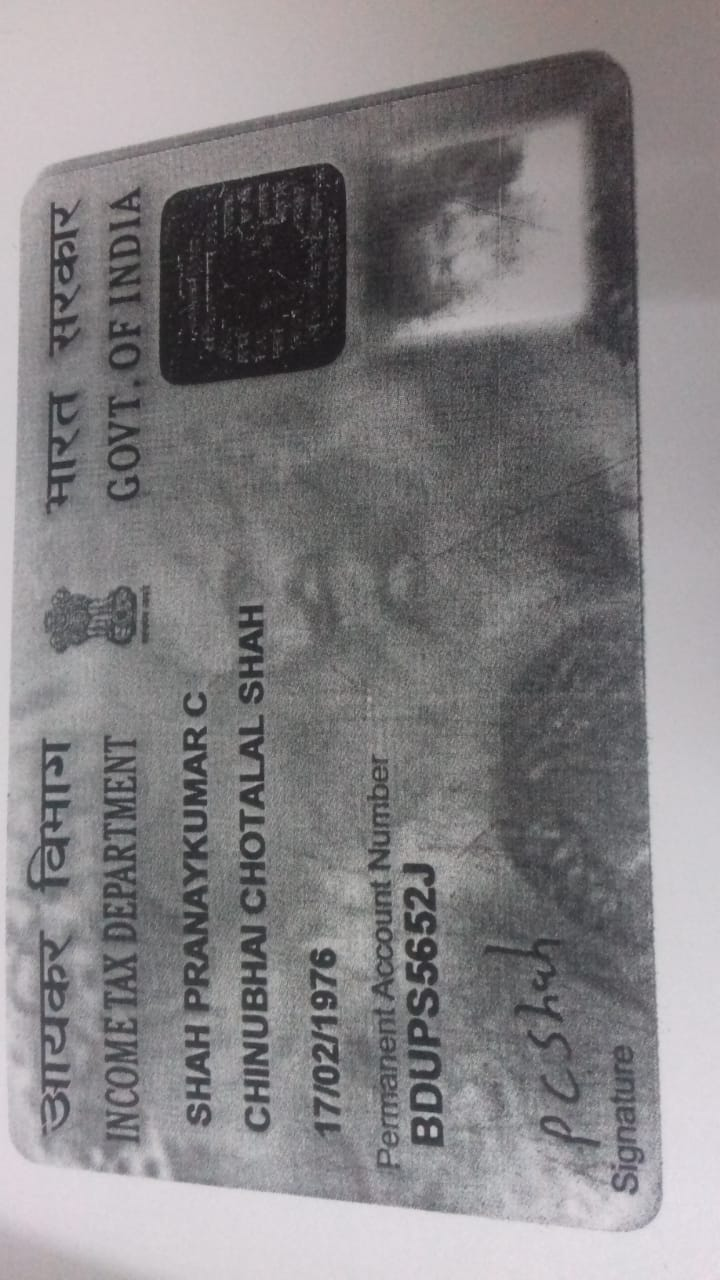 आयकर विभाग भारत सरकार
INCOME TAX DEPARTMENT GOVT. OF INDIA
SHAH PRANAYKUMAR C
CHINUBHAI CHOTALAL SHAH
17/02/1976
Permanent Account Number
BDUPS5652J
P C Shah
Signature